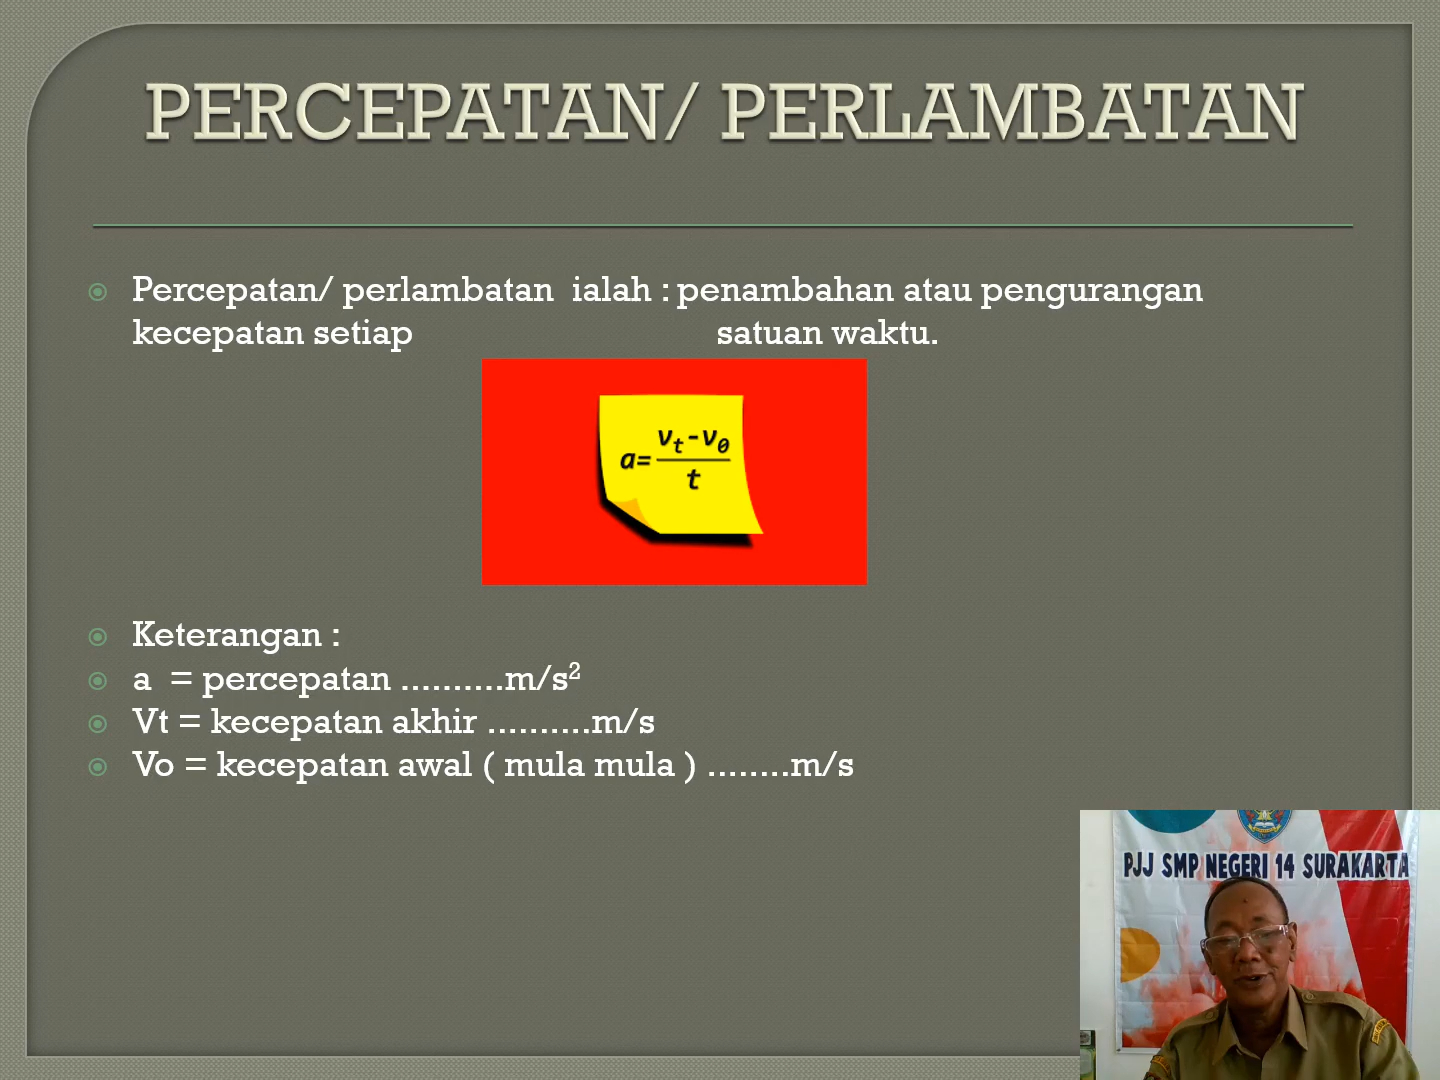 PERCEPATAN/ PERLAMBATAN
Percepatan/ perlambatan ialah : penambahan atau pengurangan
kecepatan setiap satuan waktu.
a= vt-v0
t
Keterangan :
a = percepatan ..........m/s²
Vt = kecepatan akhir ..........m/s
Vo = kecepatan awal ( mula mula ) ........m/s
PJJ SMP NEGERI 14 SURAKARTA